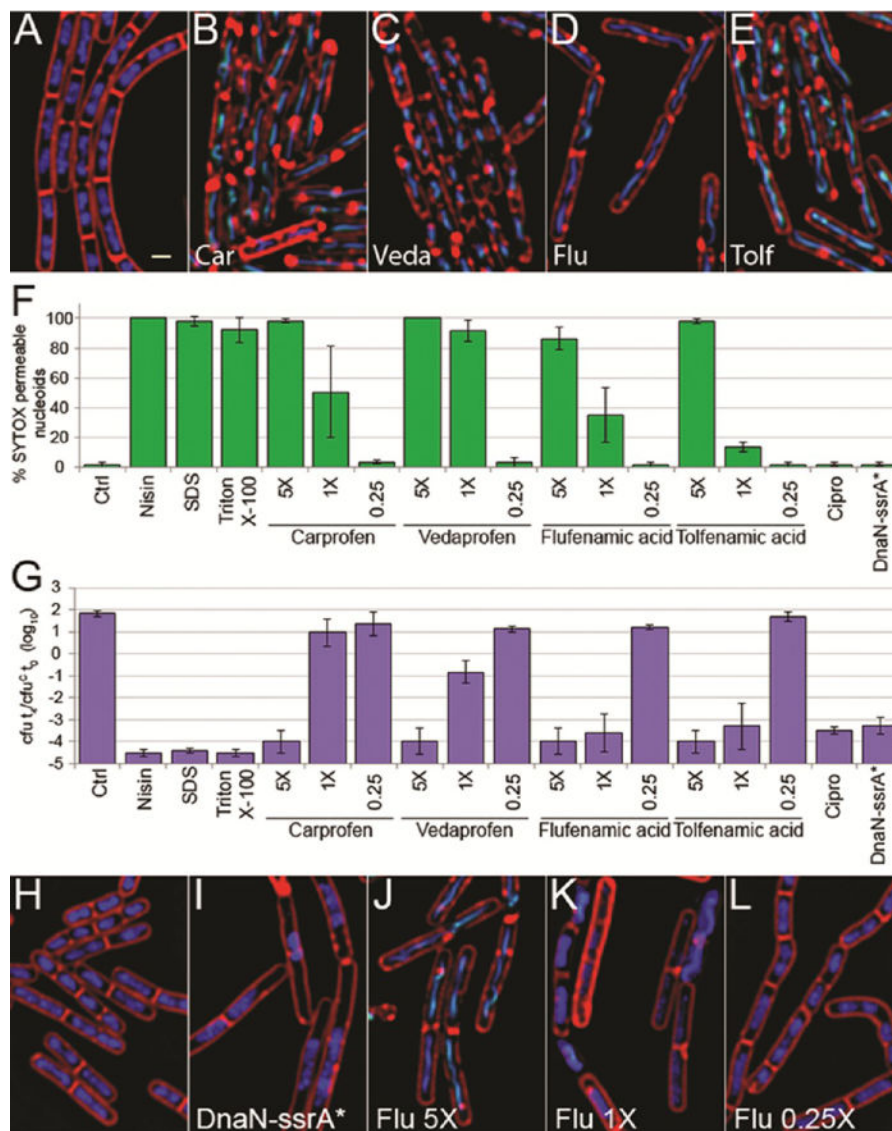 A B C D E
Car Veda Flu Tolf
F
% SYTOX permeable
nucleoids
100
80
60
40
20
0
Ctrl Nisin SDS Triton X-100 5X 1X 0.25 5X 1X 0.25 5X 1X 0.25 5X 1X 0.25 Cipro DnaN-ssrA*
Carprofen Vedaprofen Flufenamic acid Tolfenamic acid
G
cfu t₂/cfuᶜ t₀ (log₁₀)
3
2
1
0
-1
-2
-3
-4
-5
Ctrl Nisin SDS Triton X-100 5X 1X 0.25 5X 1X 0.25 5X 1X 0.25 5X 1X 0.25 Cipro DnaN-ssrA*
Carprofen Vedaprofen Flufenamic acid Tolfenamic acid
H I J K L
DnaN-ssrA* Flu 5X Flu 1X Flu 0.25X